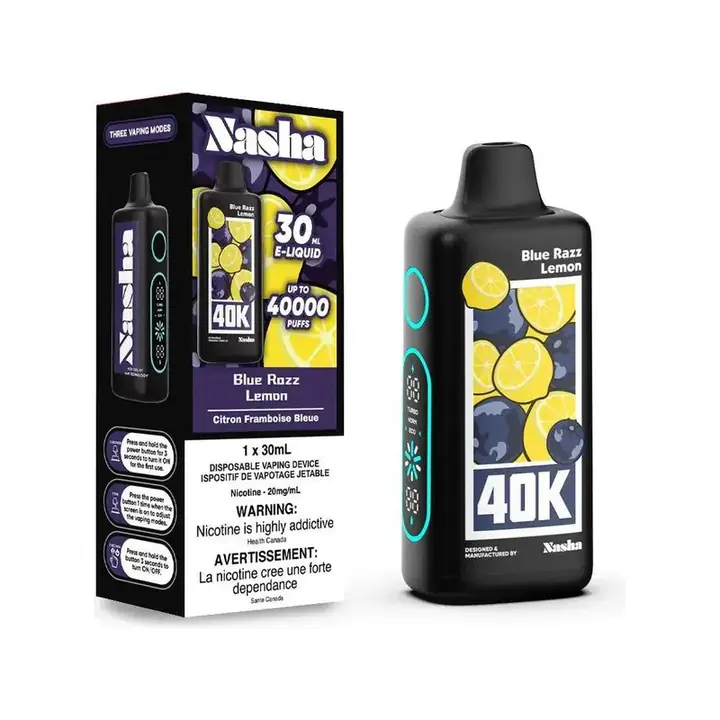 THREE VAPING MODES
Nasha
Nasha
Blue Razz
Lemon
30 ML
E-LIQUID
UP TO
40000
PUFFS
40K
Nasha
Blue Razz
Lemon
Citron Framboise Bleue
Press and hold the
power button for 3
seconds to turn it ON
for the first use.
Press the power
button 1 time when the
screen is on to adjust
the vaping modes.
Press and hold the
button 3 seconds to
turn ON/OFF.
1 x 30mL
DISPOSABLE VAPING DEVICE
ISPOSITIF DE VAPOTAGE JETABLE
Nicotine - 20mg/mL
WARNING:
Nicotine is highly addictive
Health Canada
AVERTISSEMENT:
La nicotine cree une forte
dependance
Sante Canada
Blue Razz
Lemon
TURBO
NORM
ECO
40K
DESIGNED &
MANUFACTURED BY
Nasha